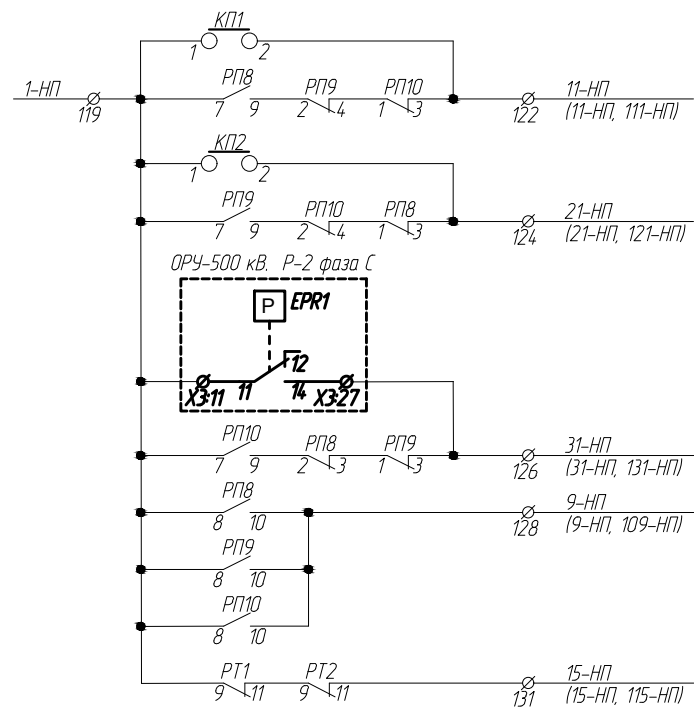 КП1
1 2
1-НП
119
РП8 РП9 РП10
7 9 2 4 1 3
122
11-НП
(11-НП, 111-НП)
КП2
1 2
РП9 РП10 РП8
7 9 2 4 1 3
124
21-НП
(21-НП, 121-НП)
ОРУ-500 кВ. Р-2 фаза С
P EPR1
12
X3:11 11 14 X3:27
РП10 РП8 РП9
7 9 2 3 1 3
126
31-НП
(31-НП, 131-НП)
РП8
8 10
128
9-НП
(9-НП, 109-НП)
РП9
8 10
РП10
8 10
РТ1 РТ2
9 11 9 11
131
15-НП
(15-НП, 115-НП)